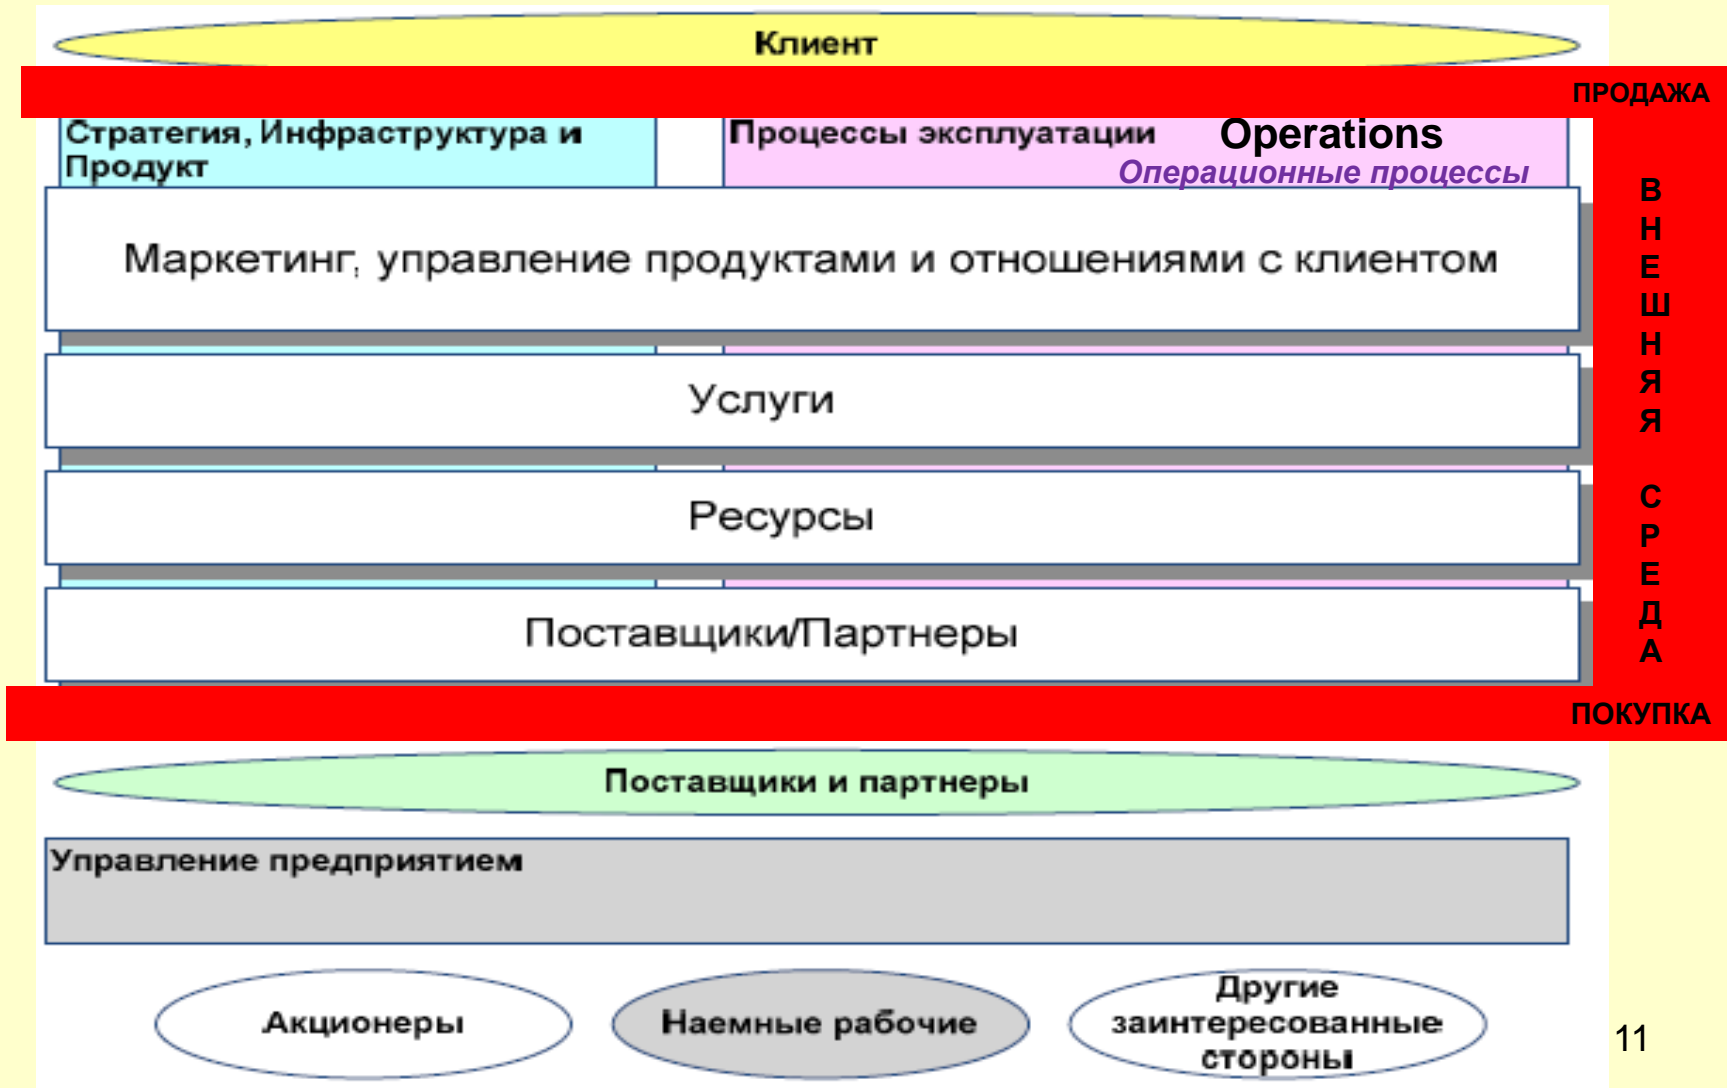 Клиент
ПРОДАЖА
Стратегия, Инфраструктура и
Продукт
Процессы эксплуатации
Operations
Операционные процессы
Маркетинг, управление продуктами и отношениями с клиентом
Услуги
Ресурсы
Поставщики/Партнеры
В
Н
Е
Ш
Н
Я
Я
С
Р
Е
Д
А
ПОКУПКА
Поставщики и партнеры
Управление предприятием
Акционеры
Наемные рабочие
Другие
заинтересованные
стороны
11